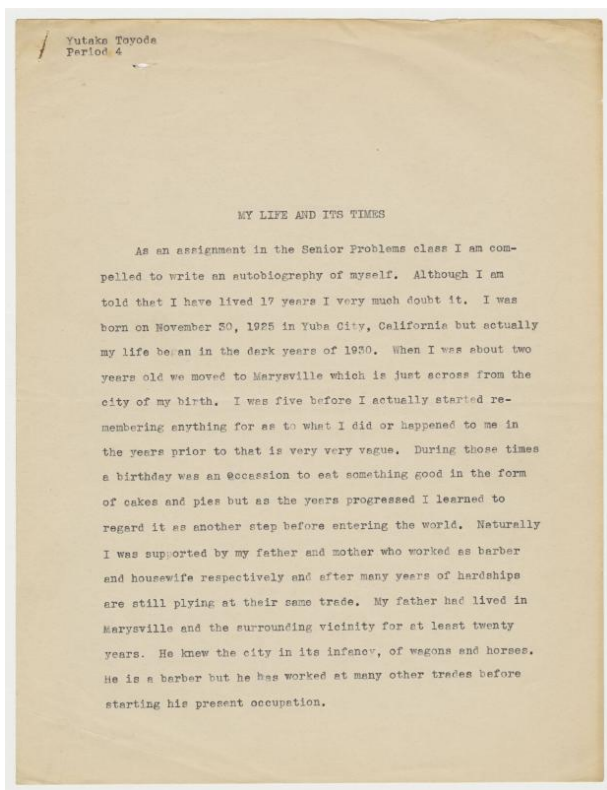 Yutaka Toyoda
Period 4
MY LIFE AND ITS TIMES
As an assignment in the Senior Problems class I am com-
pelled to write an autobiography of myself. Although I am
told that I have lived 17 years I very much doubt it. I was
born on November 30, 1925 in Yuba City, California but actually
my life began in the dark years of 1930. When I was about two
years old we moved to Marysville which is just across from the
city of my birth. I was five before I actually started re-
membering anything for as to what I did or happened to me in
the years prior to that is very very vague. During those times
a birthday was an occassion to eat something good in the form
of cakes and pies but as the years progressed I learned to
regard it as another step before entering the world. Naturally
I was supported by my father and mother who worked as barber
and housewife respectively and after many years of hardships
are still plying at their same trade. My father had lived in
Marysville and the surrounding vicinity for at least twenty
years. He knew the city in its infancy, of wagons and horses.
He is a barber but he has worked at many other trades before
starting his present occupation.